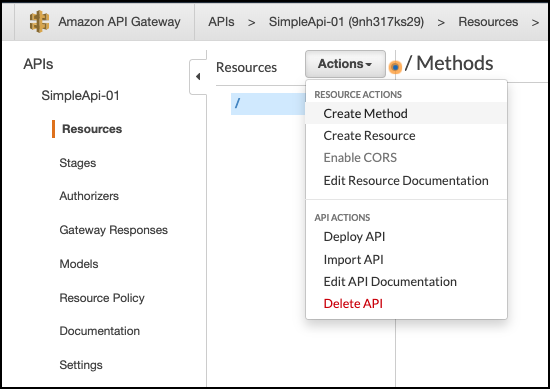 Amazon API Gateway APIs > SimpleApi-01 (9nh317ks29) > Resources >
APIs
SimpleApi-01
Resources
Stages
Authorizers
Gateway Responses
Models
Resource Policy
Documentation
Settings
Resources
/
Actions
/ Methods
RESOURCE ACTIONS
Create Method
Create Resource
Enable CORS
Edit Resource Documentation
API ACTIONS
Deploy API
Import API
Edit API Documentation
Delete API